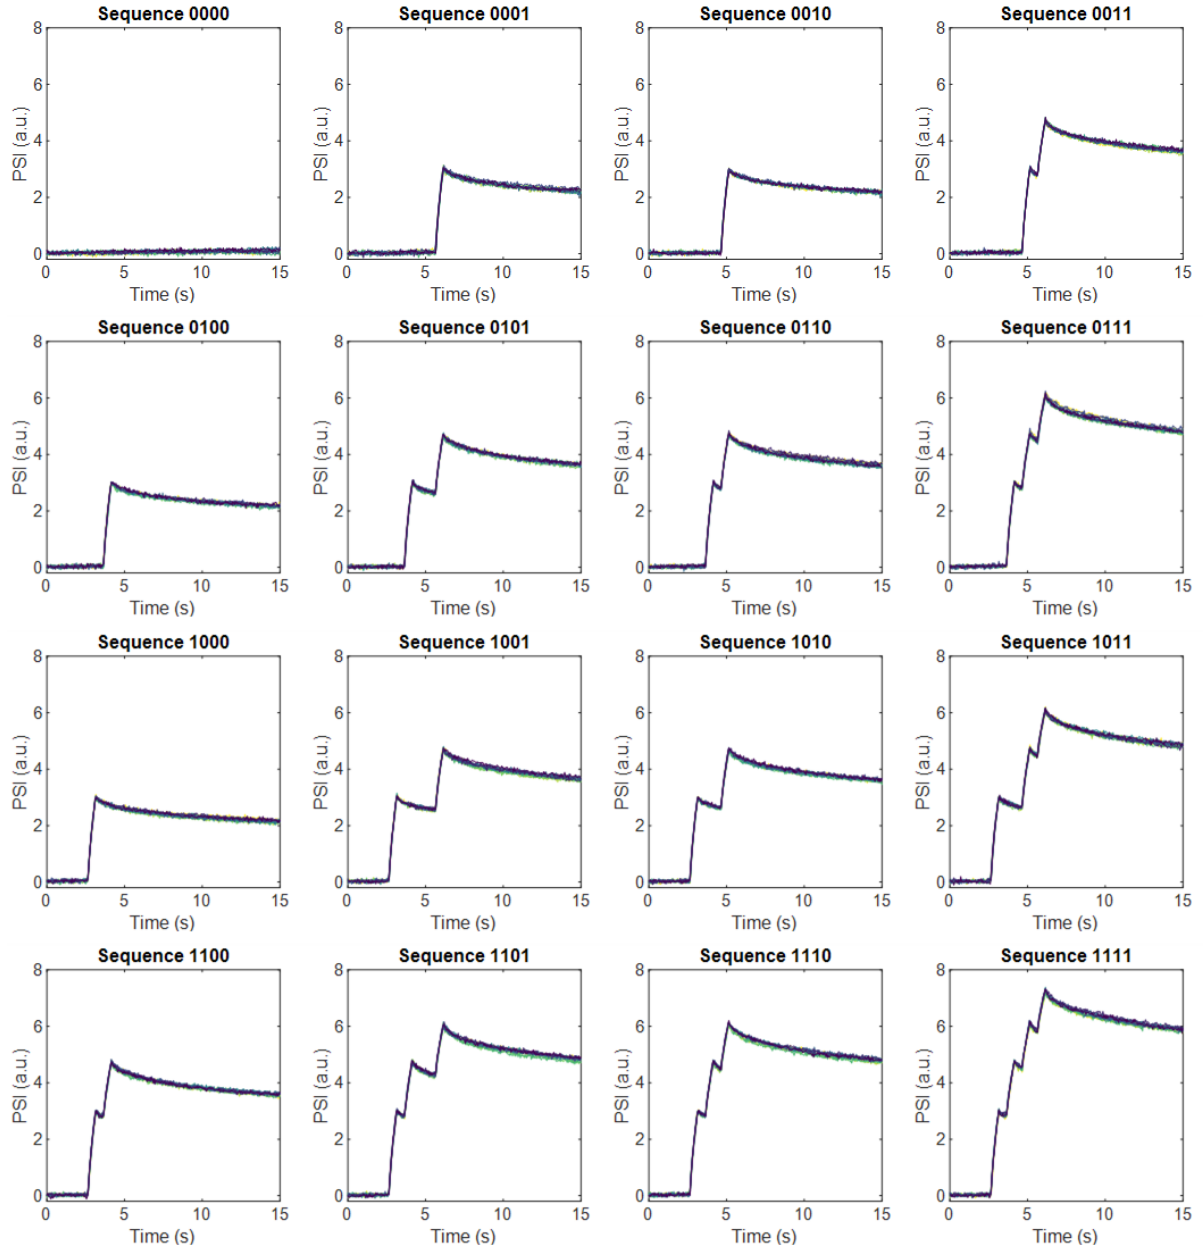 Sequence 0000 Sequence 0001 Sequence 0010 Sequence 0011
8 8 8 8
6 6 6 6
4 4 4 4
2 2 2 2
0 0 0 0
PSI (a.u.) PSI (a.u.) PSI (a.u.) PSI (a.u.)
0 5 10 15 0 5 10 15 0 5 10 15 0 5 10 15
Time (s) Time (s) Time (s) Time (s)
Sequence 0100 Sequence 0101 Sequence 0110 Sequence 0111
8 8 8 8
6 6 6 6
4 4 4 4
2 2 2 2
0 0 0 0
PSI (a.u.) PSI (a.u.) PSI (a.u.) PSI (a.u.)
0 5 10 15 0 5 10 15 0 5 10 15 0 5 10 15
Time (s) Time (s) Time (s) Time (s)
Sequence 1000 Sequence 1001 Sequence 1010 Sequence 1011
8 8 8 8
6 6 6 6
4 4 4 4
2 2 2 2
0 0 0 0
PSI (a.u.) PSI (a.u.) PSI (a.u.) PSI (a.u.)
0 5 10 15 0 5 10 15 0 5 10 15 0 5 10 15
Time (s) Time (s) Time (s) Time (s)
Sequence 1100 Sequence 1101 Sequence 1110 Sequence 1111
8 8 8 8
6 6 6 6
4 4 4 4
2 2 2 2
0 0 0 0
PSI (a.u.) PSI (a.u.) PSI (a.u.) PSI (a.u.)
0 5 10 15 0 5 10 15 0 5 10 15 0 5 10 15
Time (s) Time (s) Time (s) Time (s)